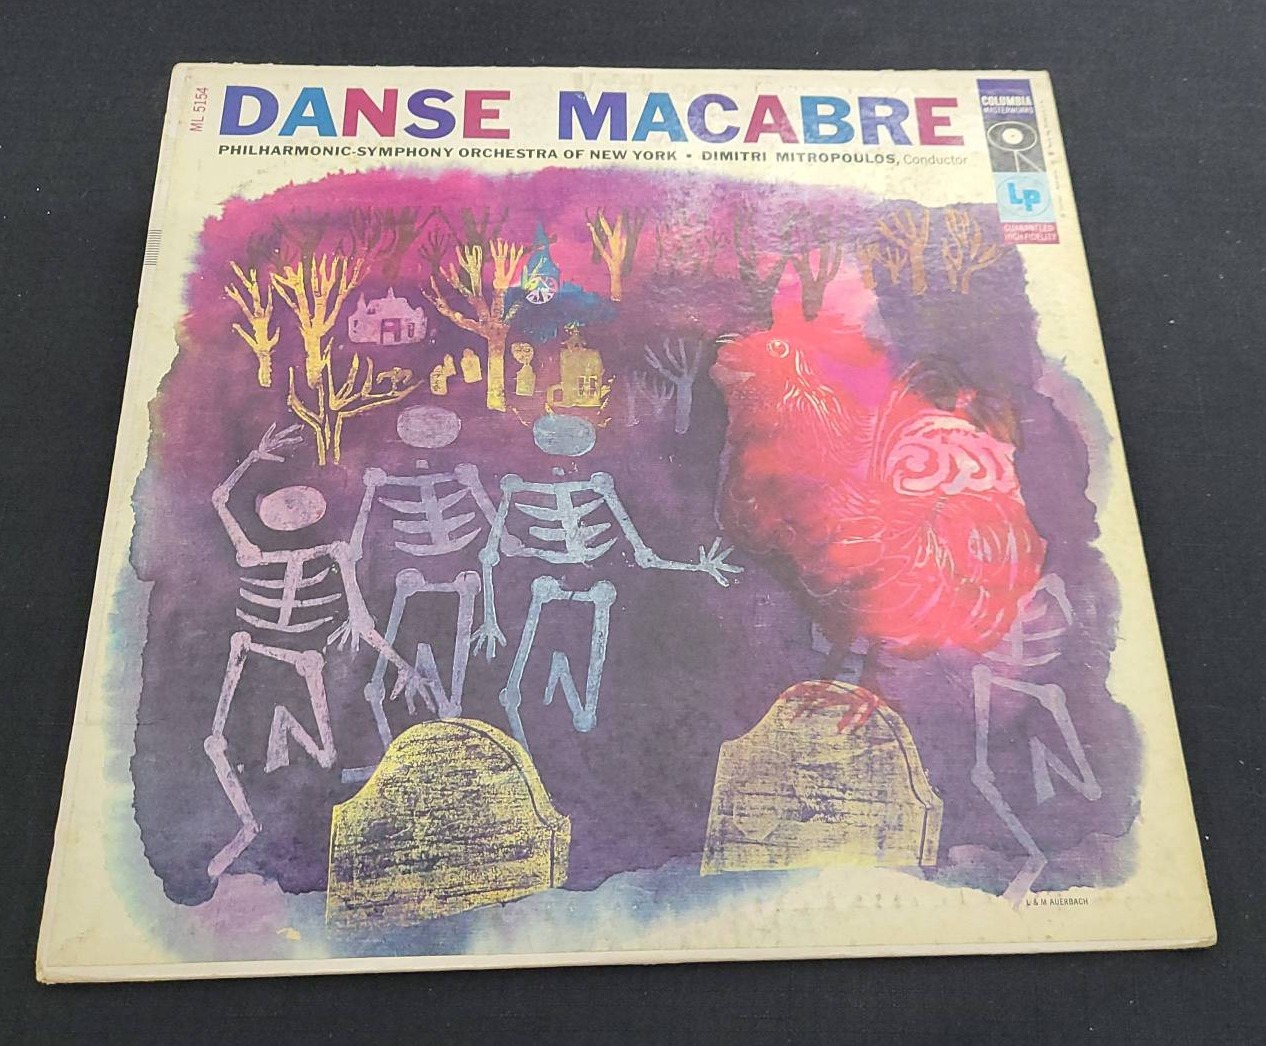 ML 5154
DANSE MACABRE
PHILHARMONIC-SYMPHONY ORCHESTRA OF NEW YORK • DIMITRI MITROPOULOS, Conductor
COLUMBIA
MASTERWORKS
LP
GUARANTEED
HIGH FIDELITY
L & M AUERBACH